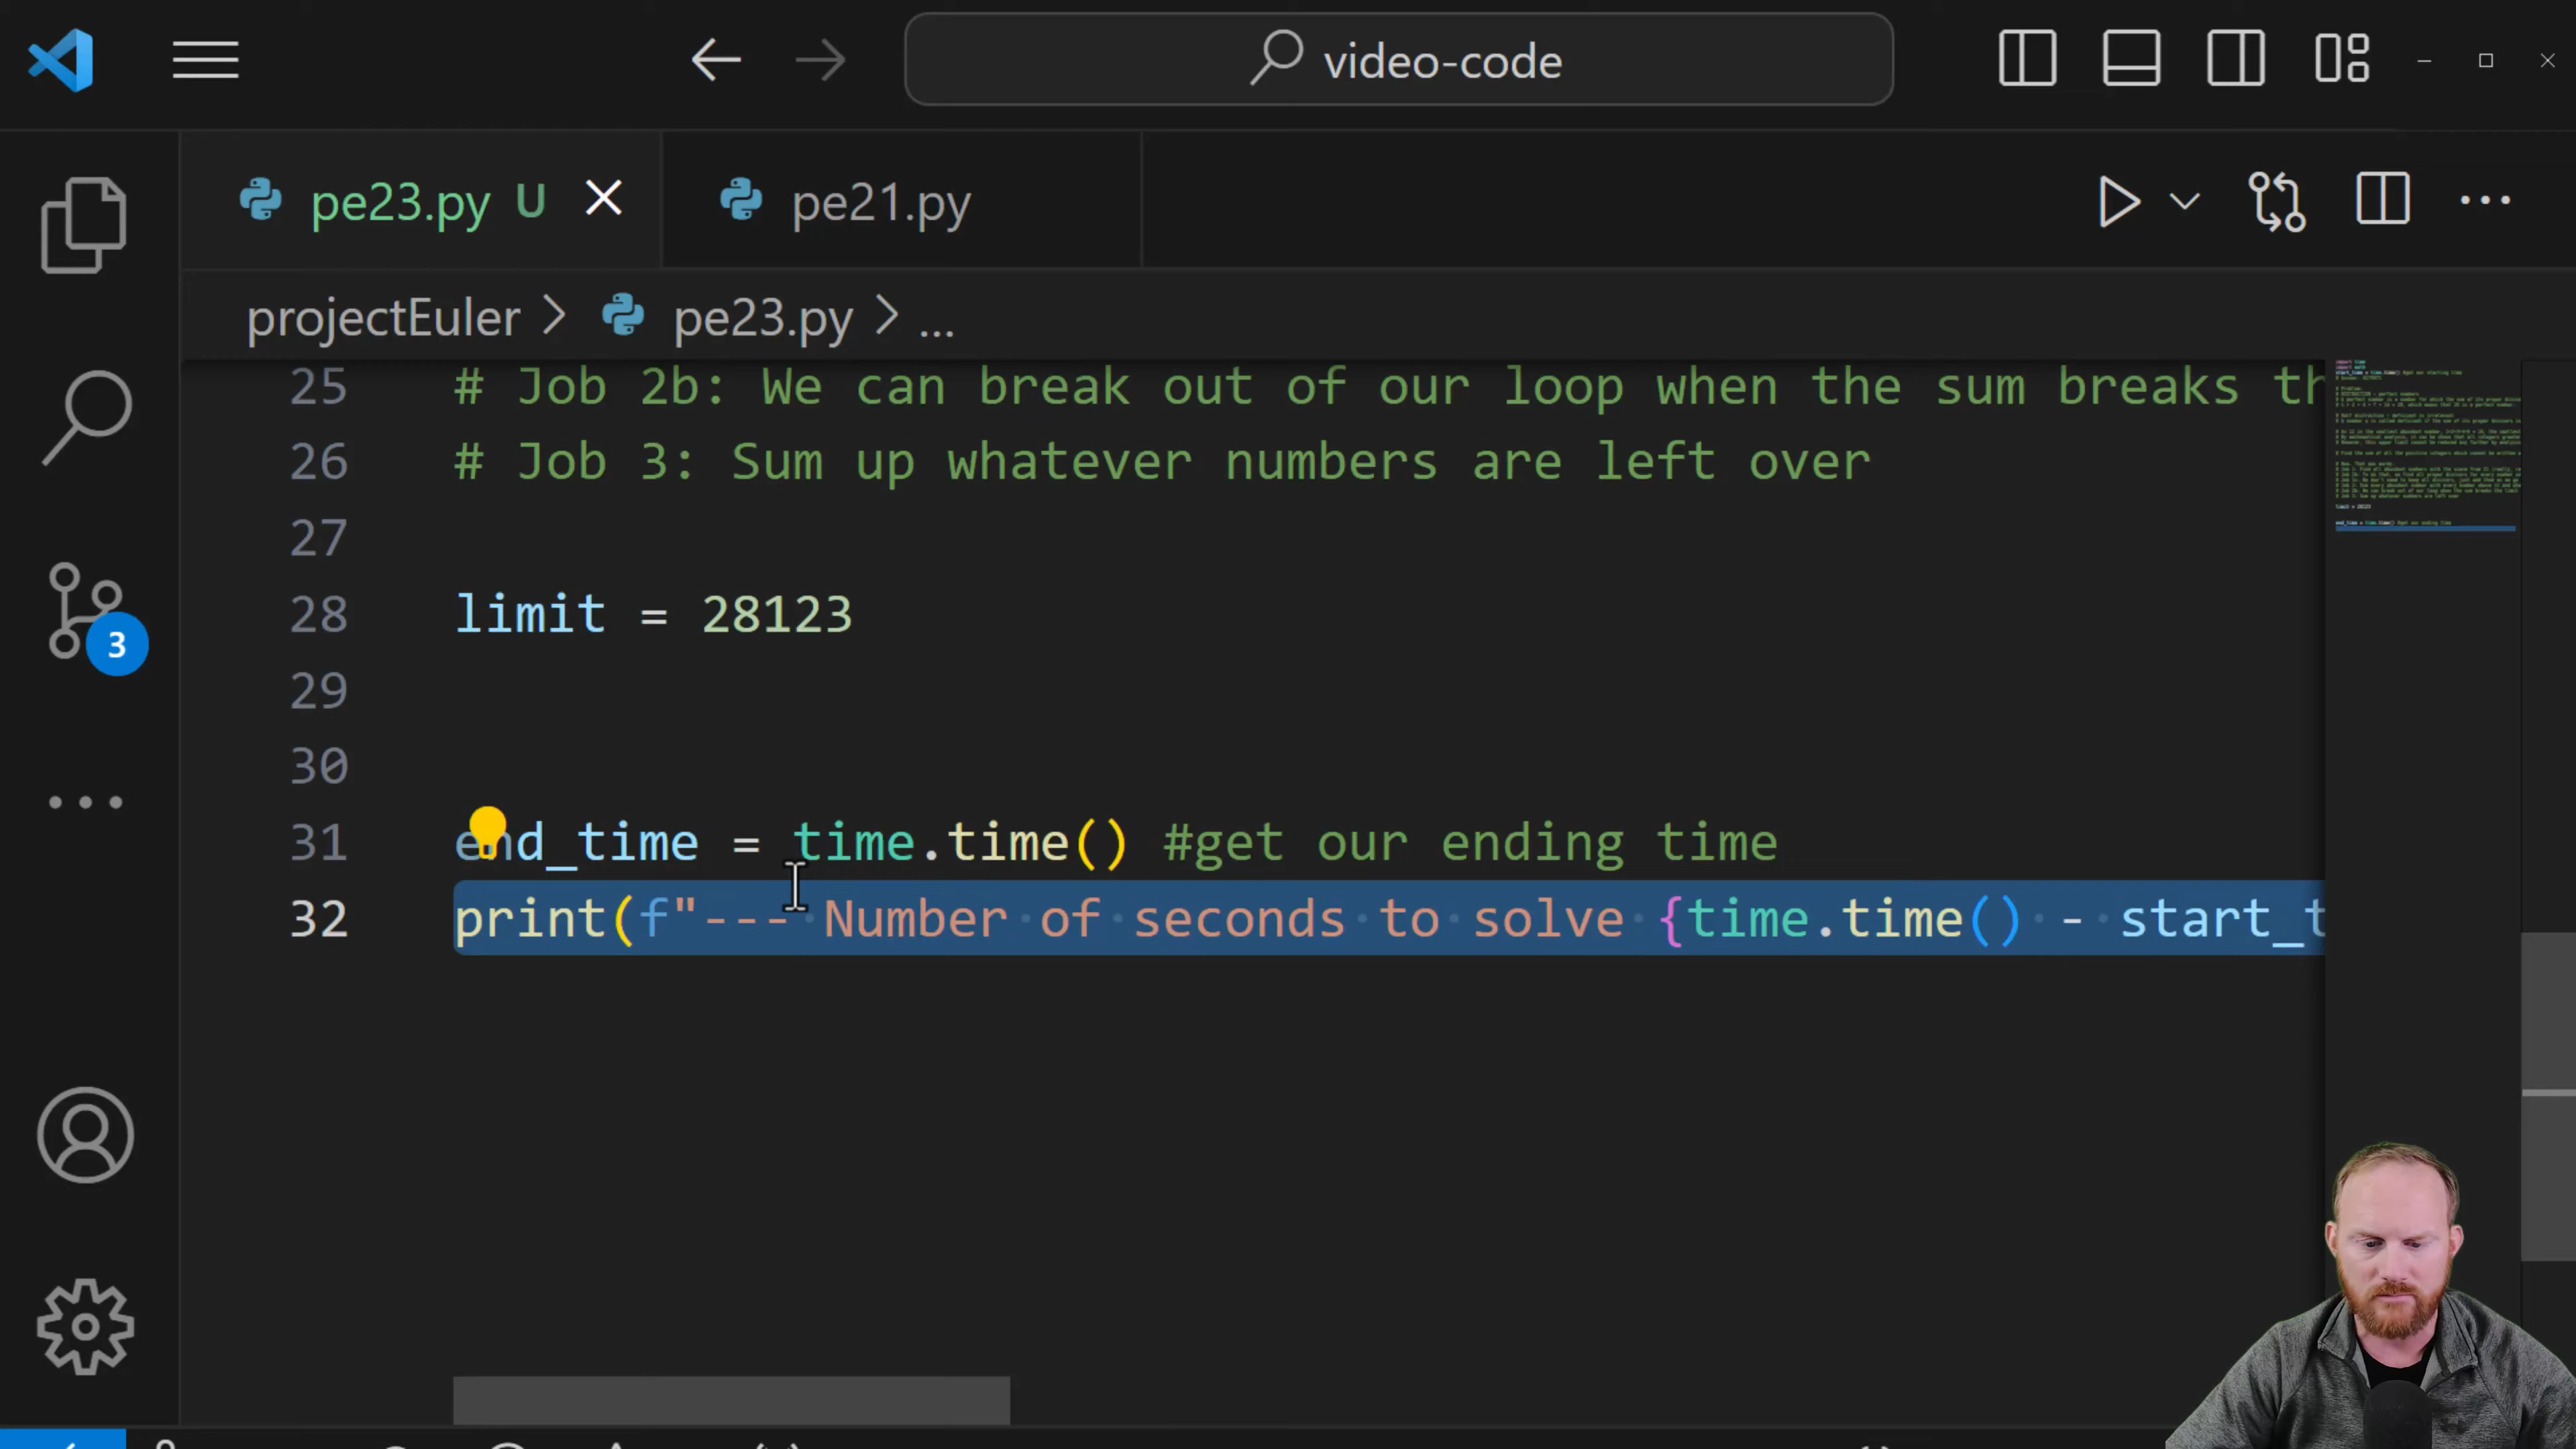 video-code
pe23.py U
pe21.py
projectEuler > pe23.py > ...
25 # Job 2b: We can break out of our loop when the sum breaks th
26 # Job 3: Sum up whatever numbers are left over
27
28 limit = 28123
29
30
31 end_time = time.time() #get our ending time
32 print(f"--- Number of seconds to solve {time.time() - start_t
3